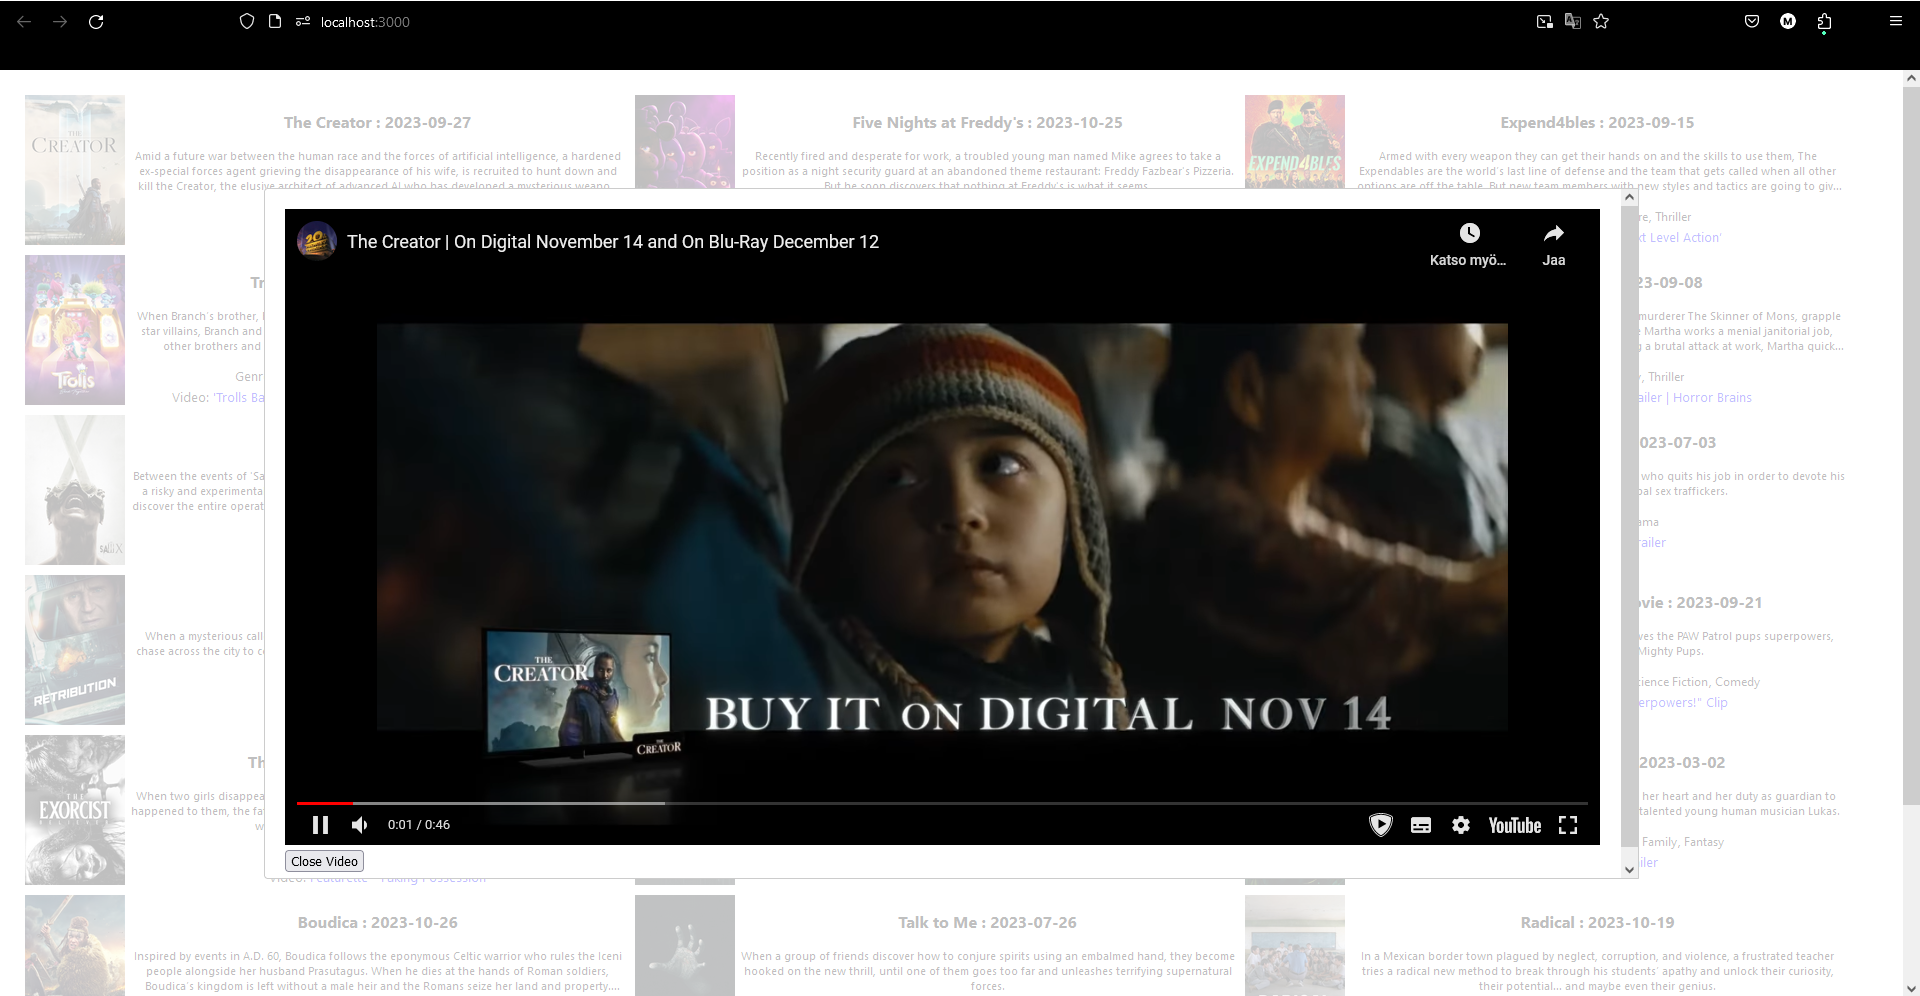 localhost:3000
THE
CREATOR
The Creator : 2023-09-27
Amid a future war between the human race and the forces of artificial intelligence, a hardened
ex-special forces agent grieving the disappearance of his wife, is recruited to hunt down and
kill the Creator, the elusive architect of advanced AI who has developed a mysterious weapo...
Five Nights at Freddy's : 2023-10-25
Recently fired and desperate for work, a troubled young man named Mike agrees to take a
position as a night security guard at an abandoned theme restaurant: Freddy Fazbear's Pizzeria.
But he soon discovers that nothing at Freddy's is what it seems.
EXPEND4BLES
Expend4bles : 2023-09-15
Armed with every weapon they can get their hands on and the skills to use them, The
Expendables are the world's last line of defense and the team that gets called when all other
options are off the table. But new team members with new styles and tactics are going to giv...
re, Thriller
xt Level Action'
The Creator | On Digital November 14 and On Blu-Ray December 12
Katso myö...
Jaa
Trolls
Tr
When Branch's brother,
star villains, Branch and
other brothers and
Genr
Video: 'Trolls Ba
23-09-08
murderer The Skinner of Mons, grapple
Martha works a menial janitorial job,
g a brutal attack at work, Martha quick...
y, Thriller
ailer | Horror Brains
SAW X
Between the events of 'Sa
a risky and experimenta
discover the entire operat
2023-07-03
who quits his job in order to devote his
bal sex traffickers.
ama
railer
RETRIBUTION
When a mysterious call
chase across the city to c
ovie : 2023-09-21
ves the PAW Patrol pups superpowers,
Mighty Pups.
cience Fiction, Comedy
erpowers!" Clip
THE
CREATOR
THE
CREATOR
BUY IT ON DIGITAL NOV 14
THE
EXORCIST
BELIEVER
Th
When two girls disappea
happened to them, the fat
w
2023-03-02
her heart and her duty as guardian to
talented young human musician Lukas.
Family, Fantasy
iler
0:01 / 0:46
YouTube
Close Video
Video: 'Featurette - Taking Possession'
Boudica : 2023-10-26
Inspired by events in A.D. 60, Boudica follows the eponymous Celtic warrior who rules the Iceni
people alongside her husband Prasutagus. When he dies at the hands of Roman soldiers,
Boudica's kingdom is left without a male heir and the Romans seize her land and property....
Talk to Me : 2023-07-26
When a group of friends discover how to conjure spirits using an embalmed hand, they become
hooked on the new thrill, until one of them goes too far and unleashes terrifying supernatural
forces.
Radical : 2023-10-19
In a Mexican border town plagued by neglect, corruption, and violence, a frustrated teacher
tries a radical new method to break through his students' apathy and unlock their curiosity,
their potential... and maybe even their genius.